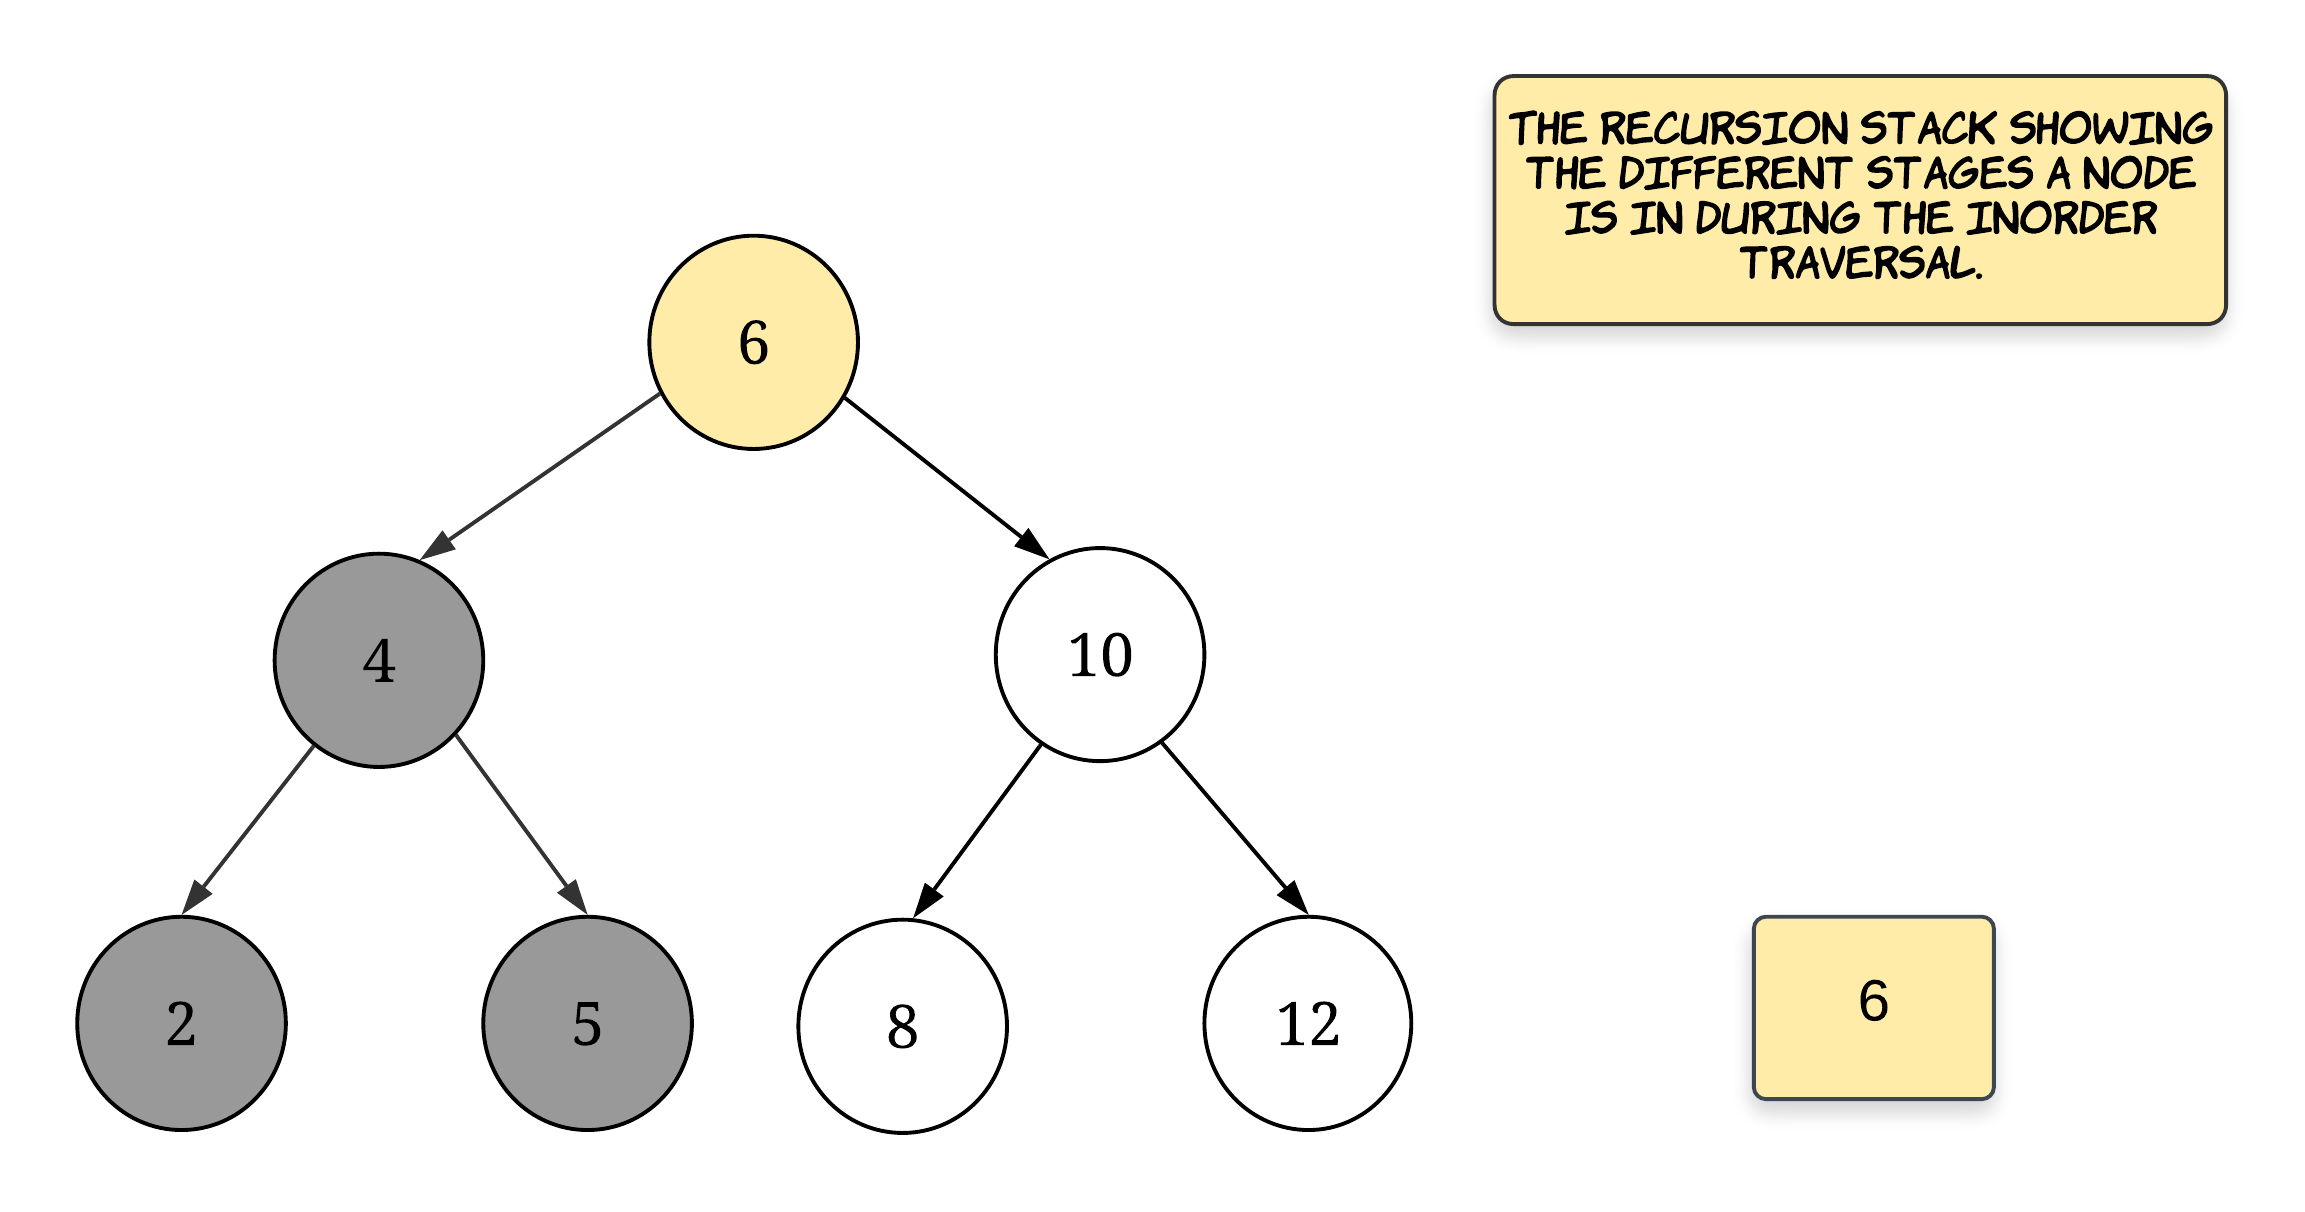 THE RECURSION STACK SHOWING
THE DIFFERENT STAGES A NODE
IS IN DURING THE INORDER
TRAVERSAL.
6
4
10
2
5
8
12
6